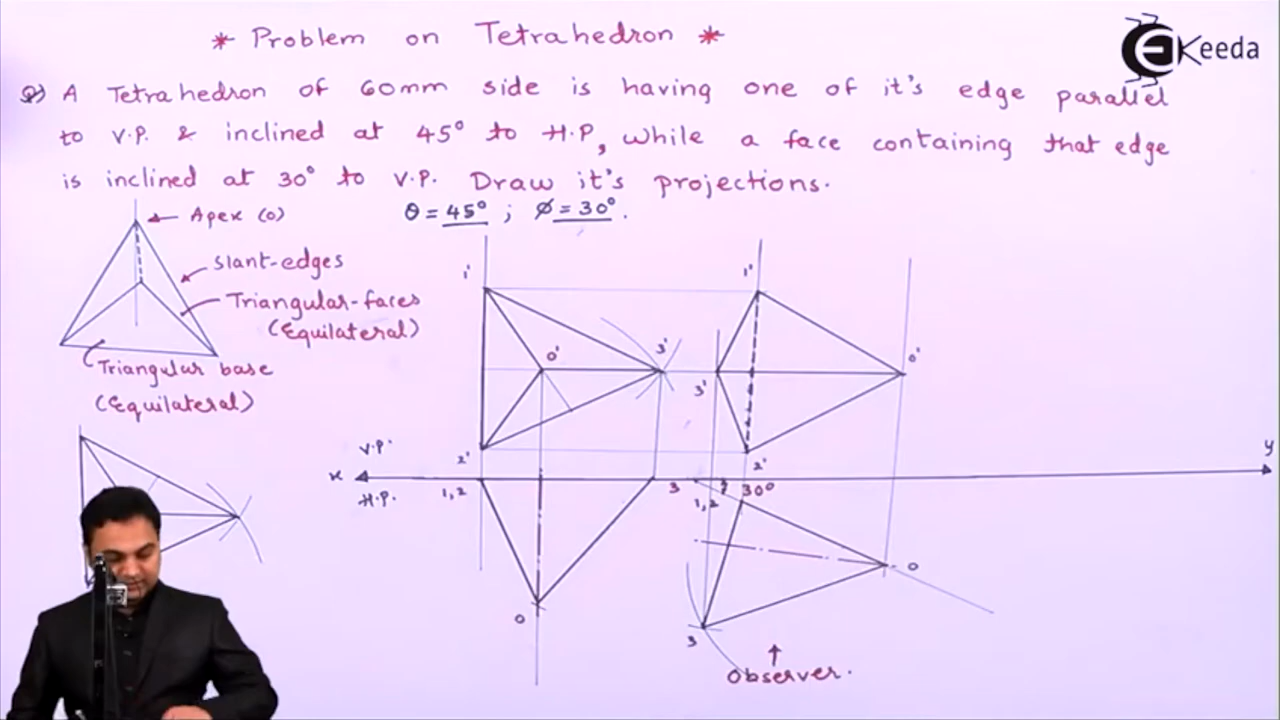 * Problem on Tetrahedron *
Ekeeda
Q) A Tetrahedron of 60mm side is having one of it's edge parallel
to V.P. & inclined at 45° to H.P, while a face containing that edge
is inclined at 30° to V.P. Draw it's projections.
θ = 45° ; Ø = 30°.
Apex (o)
slant-edges
Triangular-faces
(Equilateral)
Triangular base
(Equilateral)
1'
o'
3'
2'
1'
3'
o'
2'
V.P.
x
y
H.P.
1,2
3
1,2
30°
o
o
3
Observer.